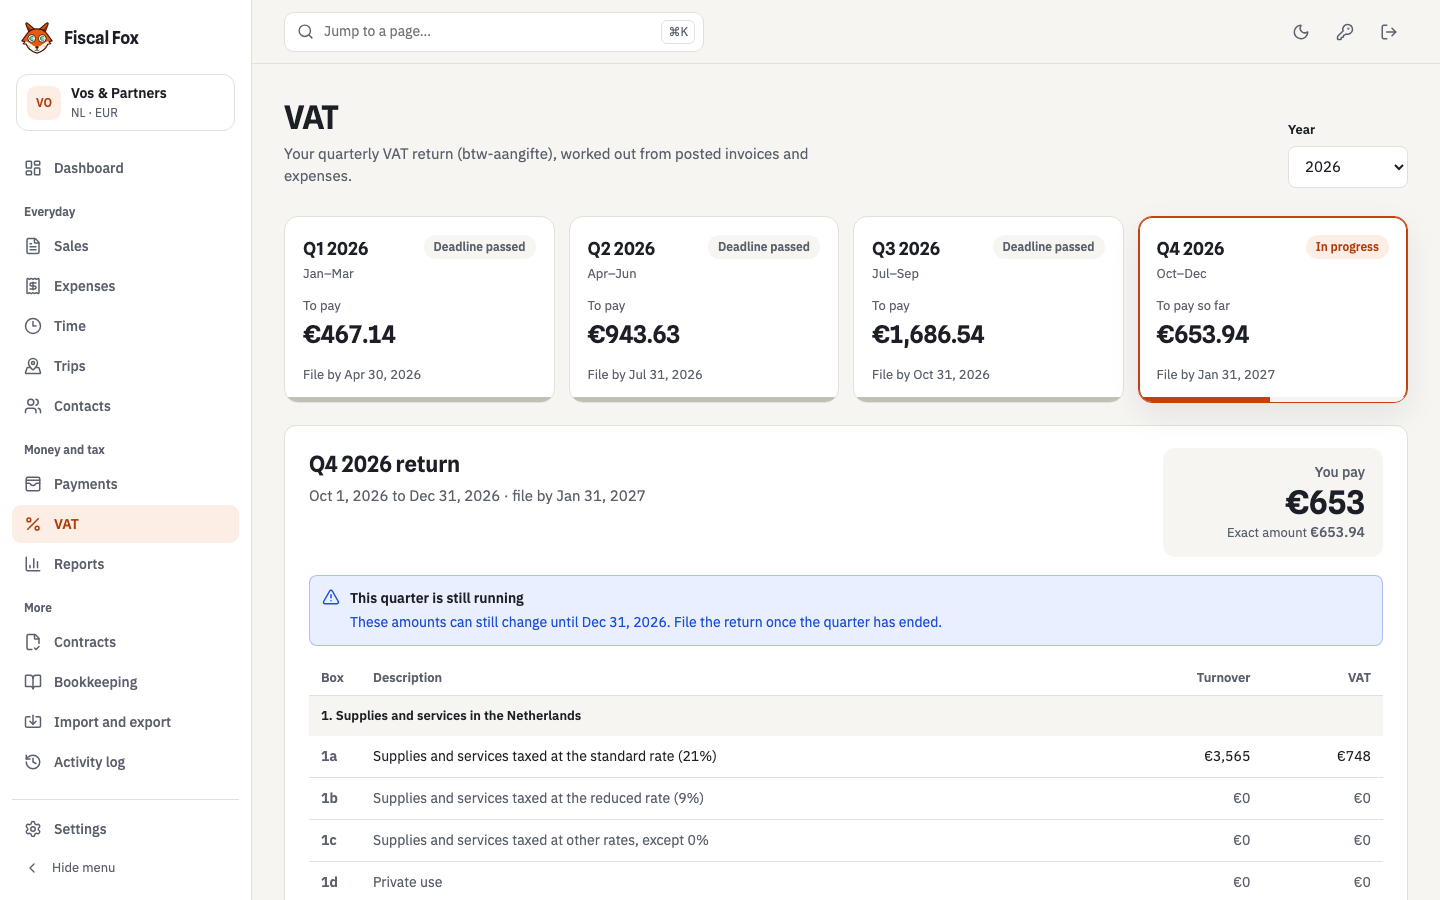 Fiscal Fox
VO
Vos & Partners
NL · EUR
Dashboard
Everyday
Sales
Expenses
Time
Trips
Contacts
Money and tax
Payments
VAT
Reports
More
Contracts
Bookkeeping
Import and export
Activity log
Settings
Hide menu
Jump to a page...
⌘K
VAT
Your quarterly VAT return (btw-aangifte), worked out from posted invoices and
expenses.
Year
2026
Q1 2026
Deadline passed
Jan–Mar
To pay
€467.14
File by Apr 30, 2026
Q2 2026
Deadline passed
Apr–Jun
To pay
€943.63
File by Jul 31, 2026
Q3 2026
Deadline passed
Jul–Sep
To pay
€1,686.54
File by Oct 31, 2026
Q4 2026
In progress
Oct–Dec
To pay so far
€653.94
File by Jan 31, 2027
Q4 2026 return
Oct 1, 2026 to Dec 31, 2026 · file by Jan 31, 2027
You pay
€653
Exact amount €653.94
This quarter is still running
These amounts can still change until Dec 31, 2026. File the return once the quarter has ended.
Box Description Turnover VAT
1. Supplies and services in the Netherlands
1a Supplies and services taxed at the standard rate (21%) €3,565 €748
1b Supplies and services taxed at the reduced rate (9%) €0 €0
1c Supplies and services taxed at other rates, except 0% €0 €0
1d Private use €0 €0